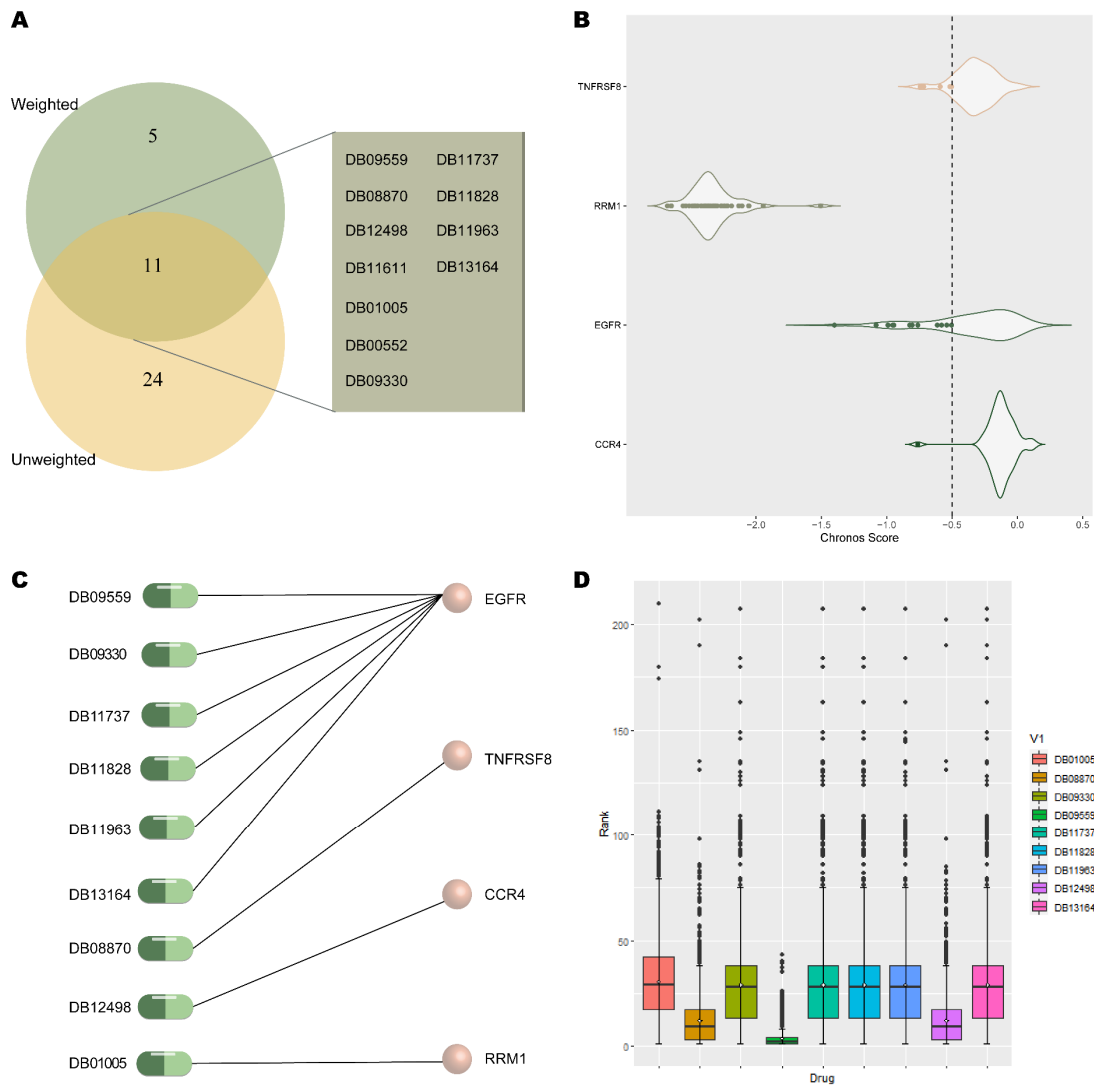 A
Weighted
5
11
24
Unweighted
DB09559 DB11737
DB08870 DB11828
DB12498 DB11963
DB11611 DB13164
DB01005
DB00552
DB09330
B
TNFRSF8
RRM1
EGFR
CCR4
−2.0 −1.5 −1.0 −0.5 0.0 0.5
Chronos Score
C
DB09559
DB09330
DB11737
DB11828
DB11963
DB13164
DB08870
DB12498
DB01005
EGFR
TNFRSF8
CCR4
RRM1
D
200
150
100
50
0
Rank
Drug
V1
DB01005
DB08870
DB09330
DB09559
DB11737
DB11828
DB11963
DB12498
DB13164